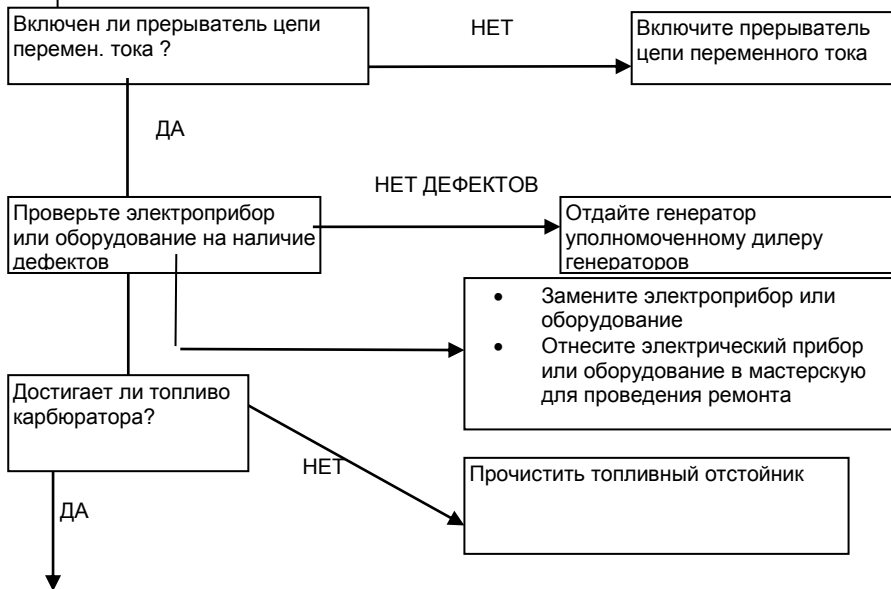 Включен ли прерыватель цепи
перемен. тока ?
НЕТ
Включите прерыватель
цепи переменного тока
ДА
НЕТ ДЕФЕКТОВ
Проверьте электроприбор
или оборудование на наличие
дефектов
Отдайте генератор
уполномоченному дилеру
генераторов
• Замените электроприбор или
оборудование
• Отнесите электрический прибор
или оборудование в мастерскую
для проведения ремонта
Достигает ли топливо
карбюратора?
НЕТ
Прочистить топливный отстойник
ДА